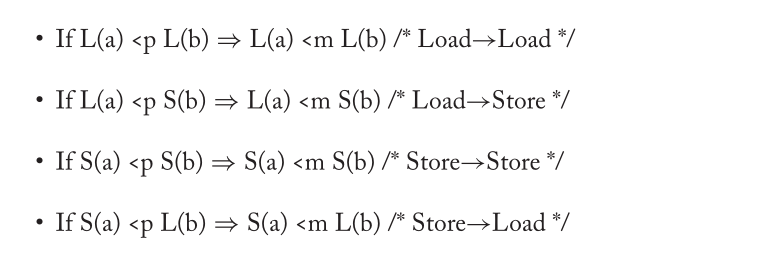 • If L(a) <p L(b) ⇒ L(a) <m L(b) /* Load→Load */
• If L(a) <p S(b) ⇒ L(a) <m S(b) /* Load→Store */
• If S(a) <p S(b) ⇒ S(a) <m S(b) /* Store→Store */
• If S(a) <p L(b) ⇒ S(a) <m L(b) /* Store→Load */